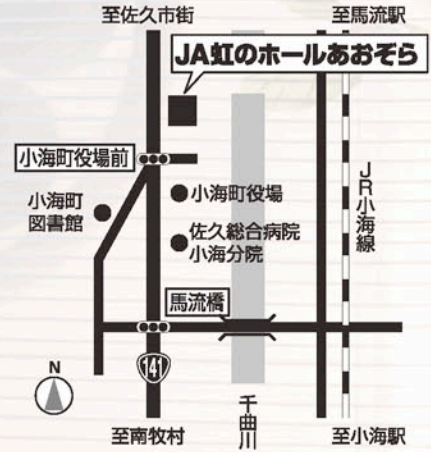 至佐久市街
至馬流駅
JA虹のホールあおぞら
小海町役場前
小海町役場
小海町
図書館
佐久総合病院
小海分院
JR小海線
馬流橋
141
N
千曲川
至南牧村
至小海駅